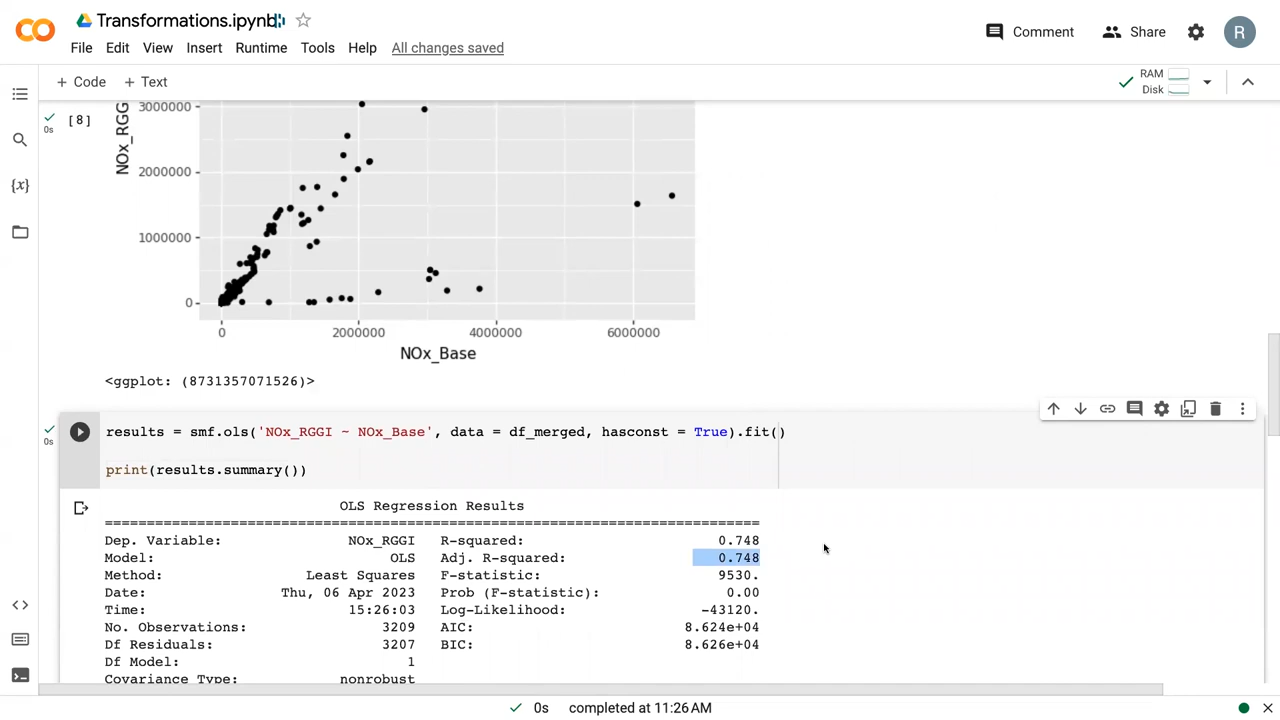 Transformations.ipynb
File Edit View Insert Runtime Tools Help All changes saved
Comment Share R
+ Code + Text
RAM
Disk
[8]
0s
NOx_RGG
3000000
2000000
1000000
0
0 2000000 4000000 6000000
NOx_Base
<ggplot: (8731357071526)>
0s
results = smf.ols('NOx_RGGI ~ NOx_Base', data = df_merged, hasconst = True).fit()
print(results.summary())
OLS Regression Results
==============================================================================
Dep. Variable: NOx_RGGI R-squared: 0.748
Model: OLS Adj. R-squared: 0.748
Method: Least Squares F-statistic: 9530.
Date: Thu, 06 Apr 2023 Prob (F-statistic): 0.00
Time: 15:26:03 Log-Likelihood: -43120.
No. Observations: 3209 AIC: 8.624e+04
Df Residuals: 3207 BIC: 8.626e+04
Df Model: 1
Covariance Type: nonrobust
{x}
<>
0s completed at 11:26 AM